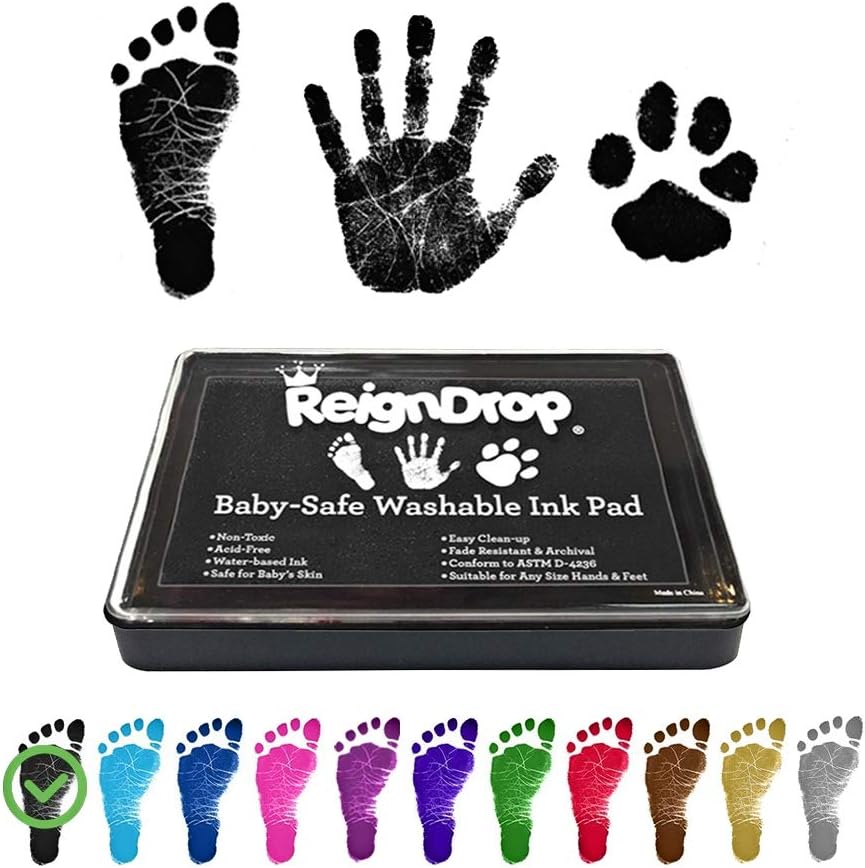 ReignDrop®
Baby-Safe Washable Ink Pad
• Non-Toxic
• Acid-Free
• Water-based Ink
• Safe for Baby's Skin
• Easy Clean-up
• Fade Resistant & Archival
• Conform to ASTM D-4236
• Suitable for Any Size Hands & Feet
Made in China